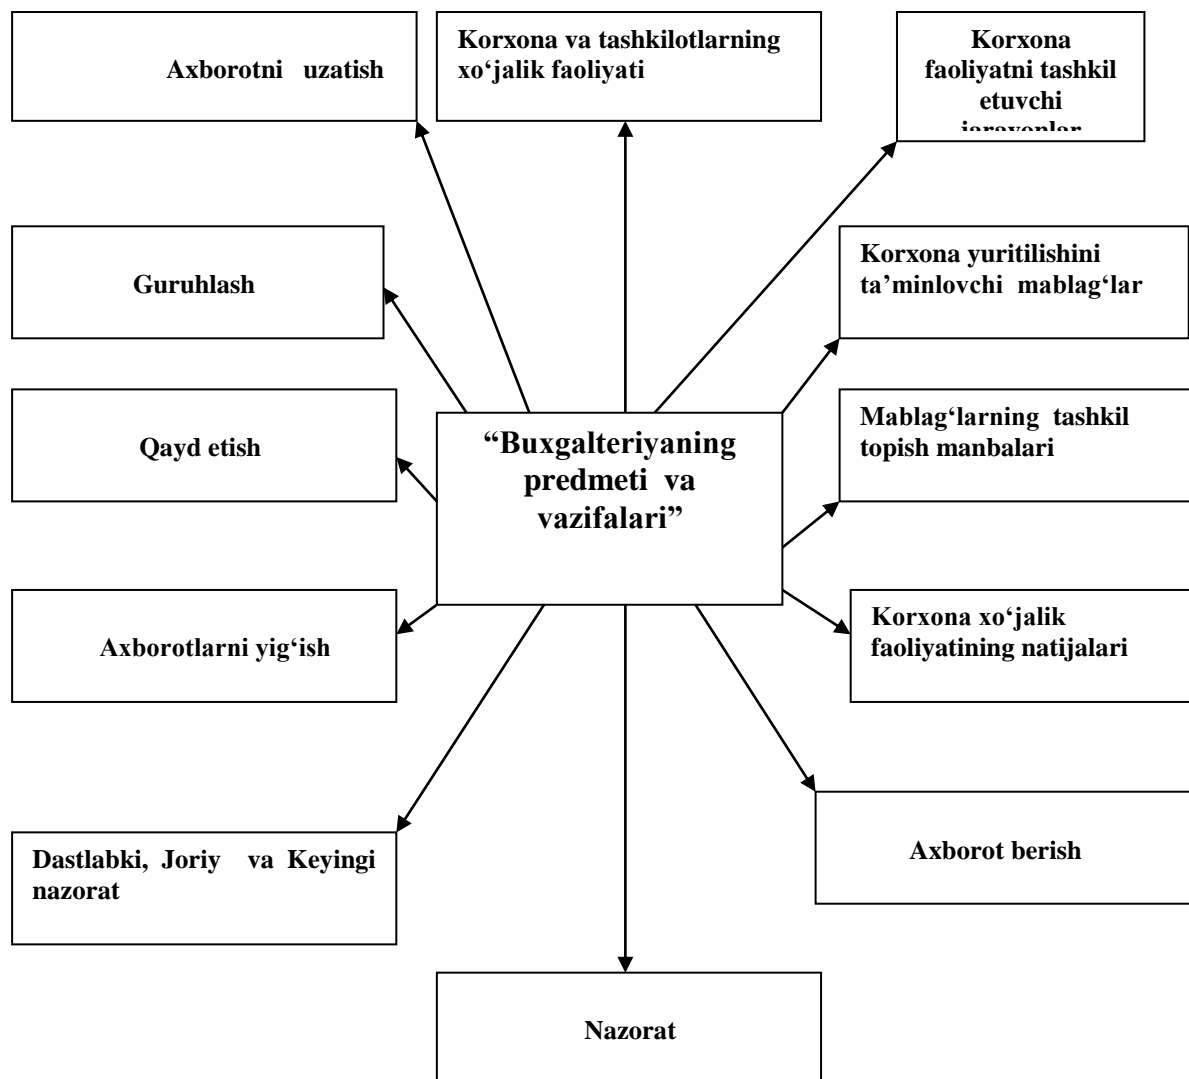 Axborotni uzatish
Korxona va tashkilotlarning
xo‘jalik faoliyati
Korxona
faoliyatni tashkil
etuvchi
jarayonlar
Guruhlash
Korxona yuritilishini
ta’minlovchi mablag‘lar
Qayd etish
“Buxgalteriyaning
predmeti va
vazifalari”
Mablag‘larning tashkil
topish manbalari
Axborotlarni yig‘ish
Korxona xo‘jalik
faoliyatining natijalari
Dastlabki, Joriy va Keyingi
nazorat
Axborot berish
Nazorat